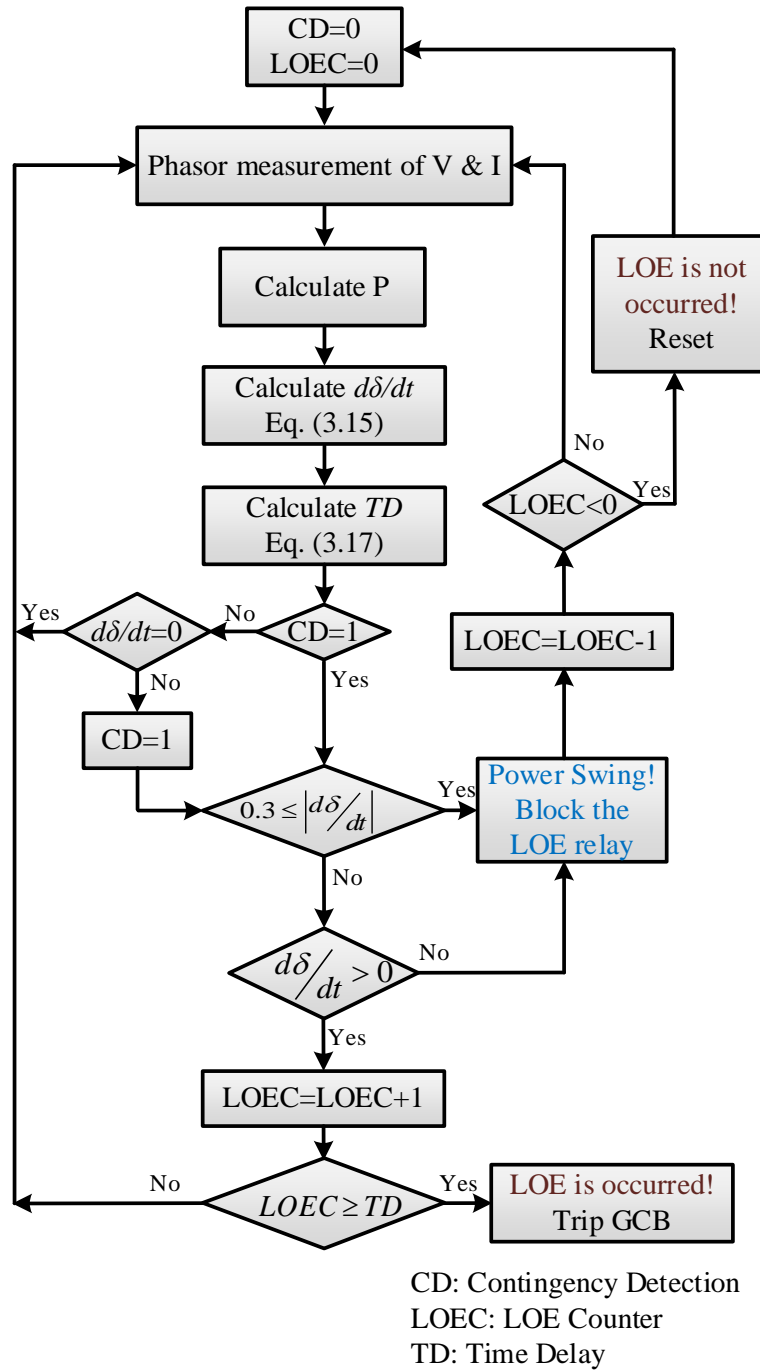 CD=0
LOEC=0
Phasor measurement of V & I
Calculate P
LOE is not
occurred!
Reset
Calculate dδ/dt
Eq. (3.15)
No
LOEC<0
Yes
Calculate TD
Eq. (3.17)
Yes
dδ/dt=0
No
CD=1
LOEC=LOEC-1
No
Yes
CD=1
0.3 ≤ |dδ/dt|
Yes
Power Swing!
Block the
LOE relay
No
dδ/dt > 0
No
Yes
LOEC=LOEC+1
No
LOEC ≥ TD
Yes
LOE is occurred!
Trip GCB
CD: Contingency Detection
LOEC: LOE Counter
TD: Time Delay